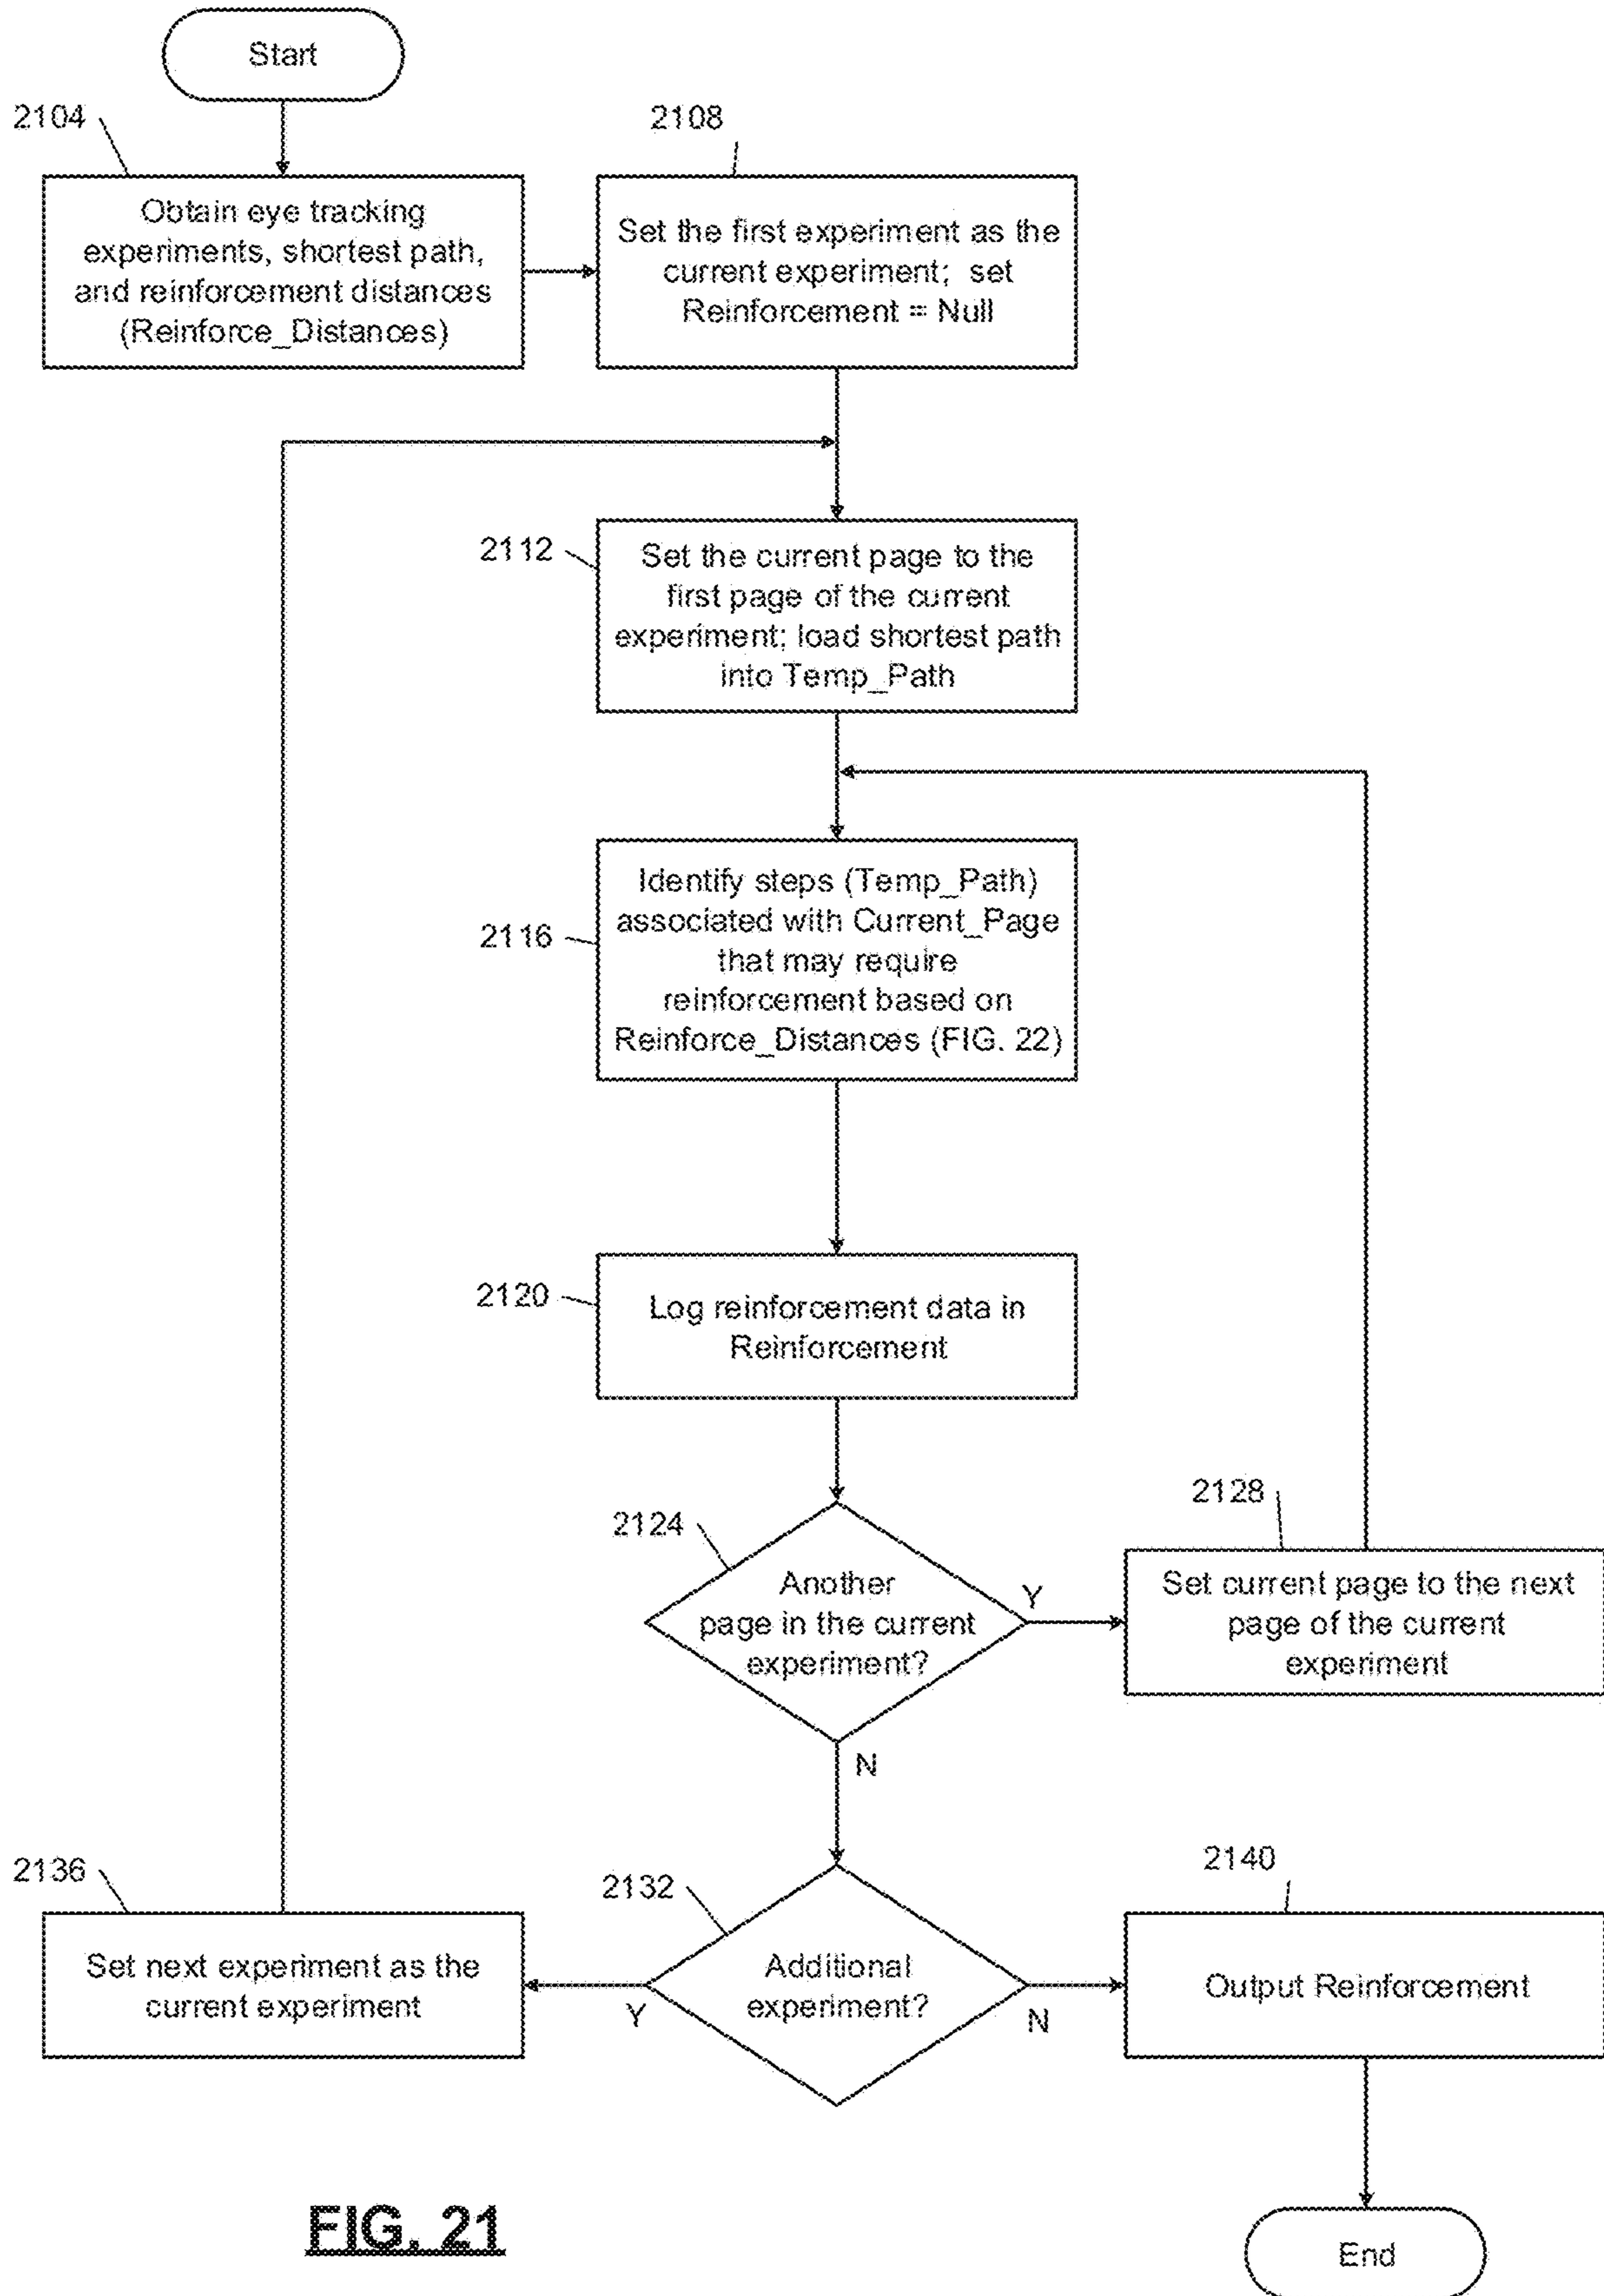 Start
2104
Obtain eye tracking
experiments, shortest path,
and reinforcement distances
(Reinforce_Distances)
2108
Set the first experiment as the
current experiment; set
Reinforcement = Null
2112
Set the current page to the
first page of the current
experiment; load shortest path
into Temp_Path
2116
Identify steps (Temp_Path)
associated with Current_Page
that may require
reinforcement based on
Reinforce_Distances (FIG. 22)
2120
Log reinforcement data in
Reinforcement
2124
Another
page in the current
experiment?
Y
N
2128
Set current page to the next
page of the current
experiment
2132
Additional
experiment?
Y
N
2136
Set next experiment as the
current experiment
2140
Output Reinforcement
End
FIG. 21